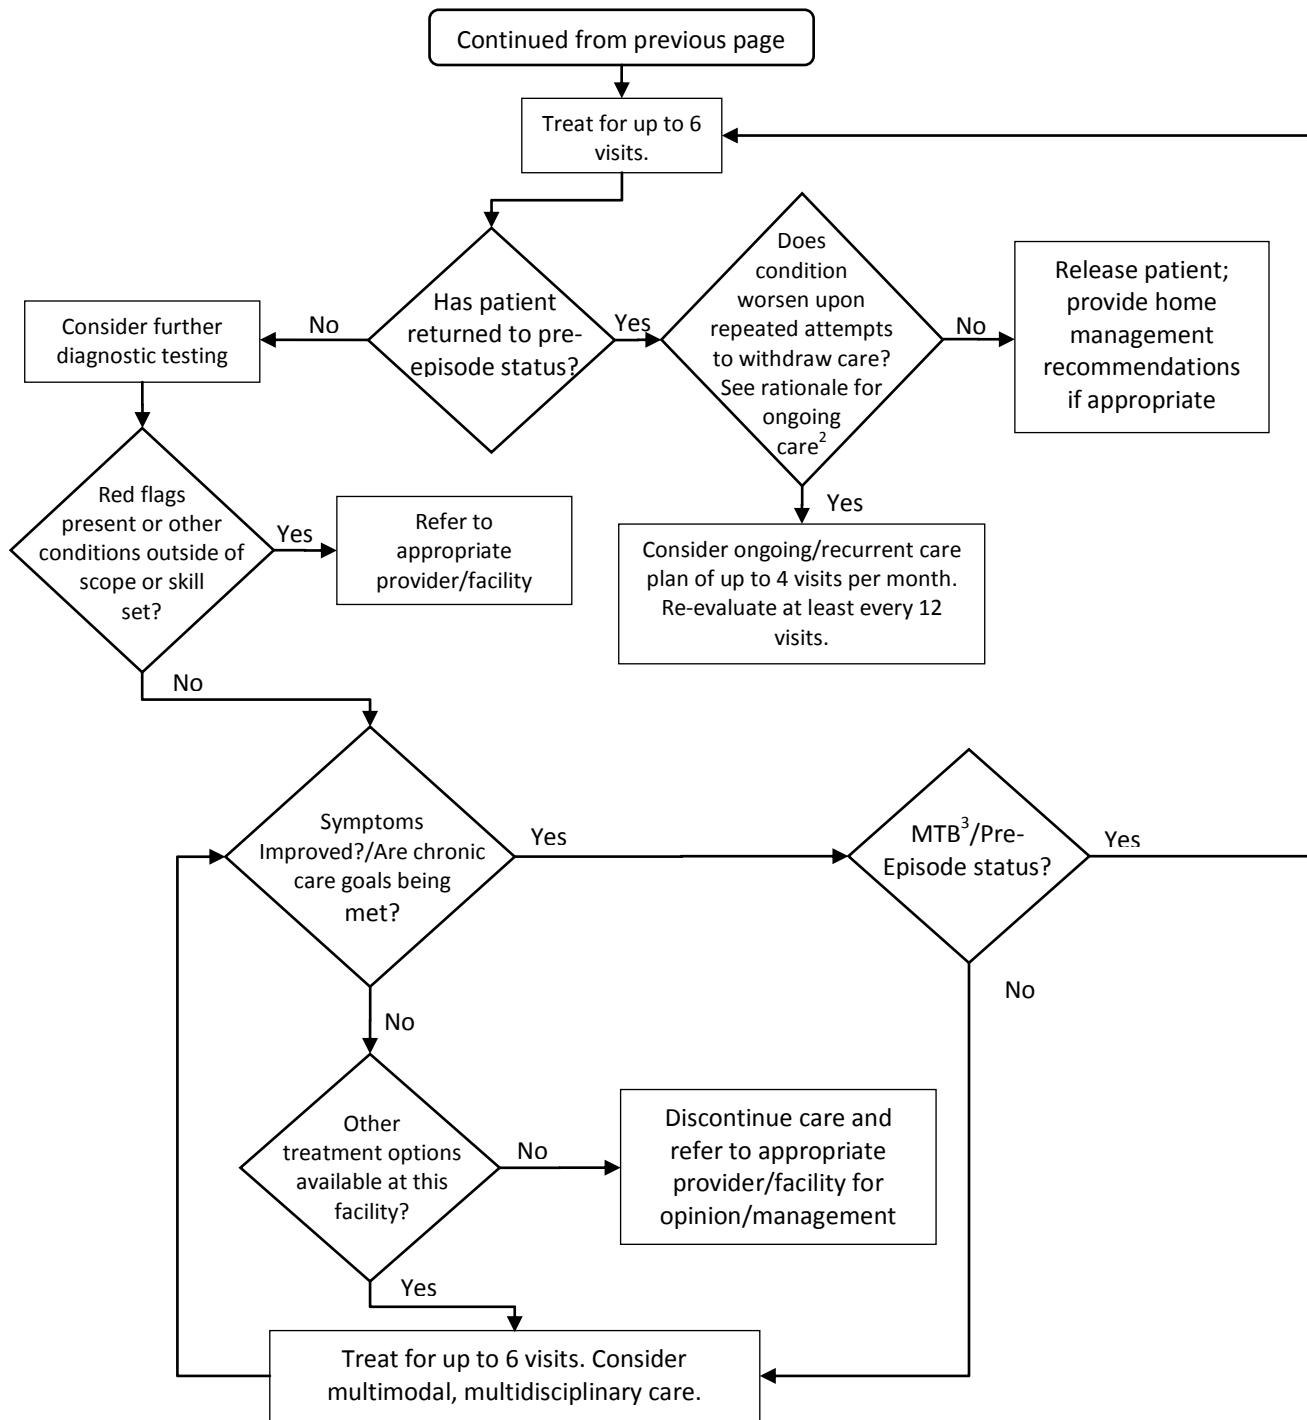 Continued from previous page
Treat for up to 6
visits.
Does
condition
worsen upon
repeated attempts
to withdraw care?
See rationale for
ongoing
care²
Release patient;
provide home
management
recommendations
if appropriate
Has patient
returned to pre-
episode status?
No
Yes
No
Consider further
diagnostic testing
Yes
Red flags
present or other
conditions outside of
scope or skill
set?
Yes
Refer to
appropriate
provider/facility
Consider ongoing/recurrent care
plan of up to 4 visits per month.
Re-evaluate at least every 12
visits.
No
Symptoms
Improved?/Are chronic
care goals being
met?
Yes
MTB³/Pre-
Episode status?
Yes
No
No
Other
treatment options
available at this
facility?
No
Discontinue care and
refer to appropriate
provider/facility for
opinion/management
Yes
Treat for up to 6 visits. Consider
multimodal, multidisciplinary care.